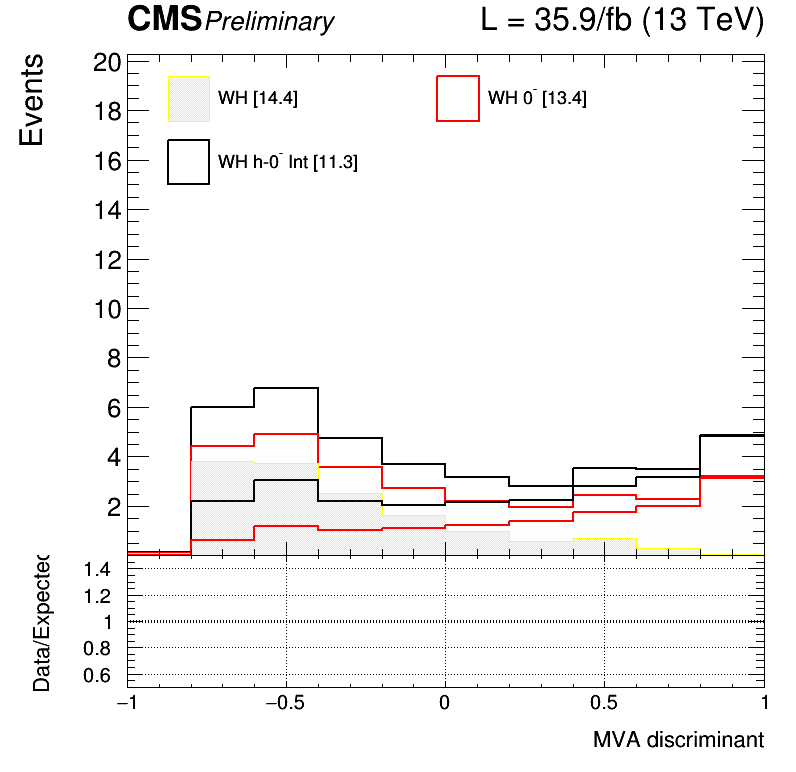 CMS Preliminary L = 35.9/fb (13 TeV)
Events
20
18
16
14
12
10
8
6
4
2
WH [14.4]
WH 0⁻ [13.4]
WH h-0⁻ Int [11.3]
Data/Expected
1.4
1.2
1
0.8
0.6
−1 −0.5 0 0.5 1
MVA discriminant